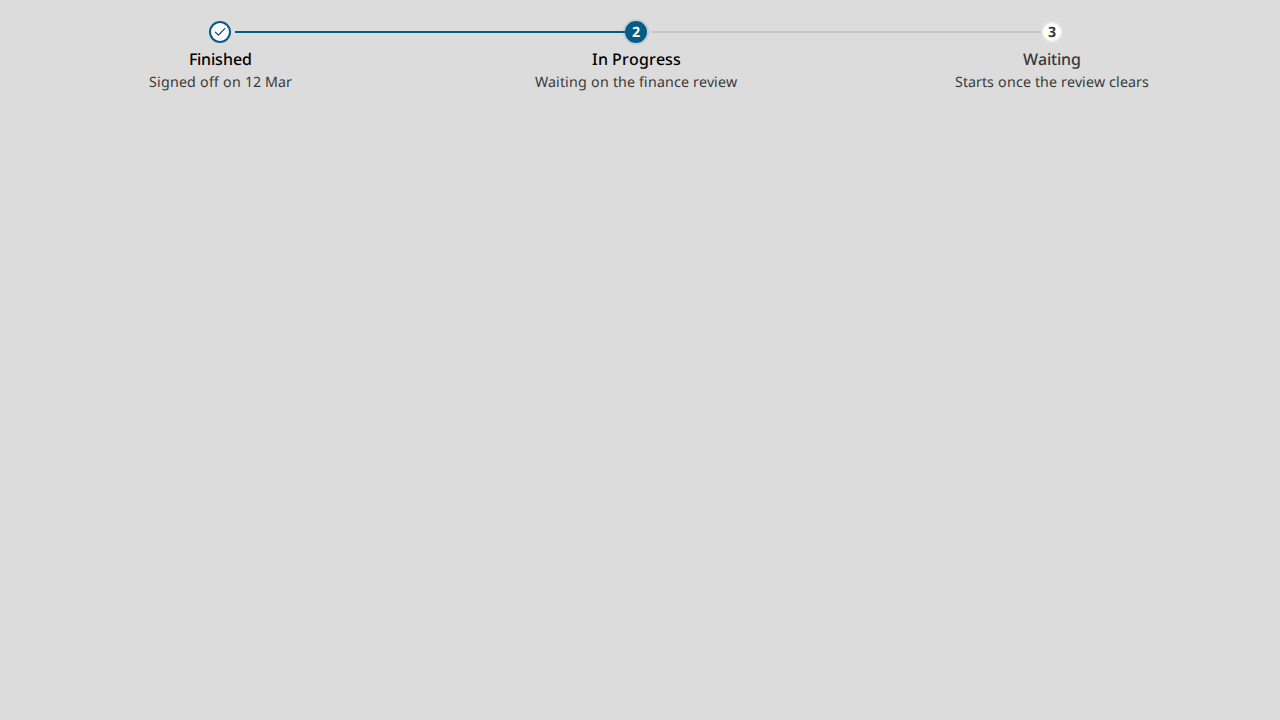 2 3
Finished In Progress Waiting
Signed off on 12 Mar Waiting on the finance review Starts once the review clears